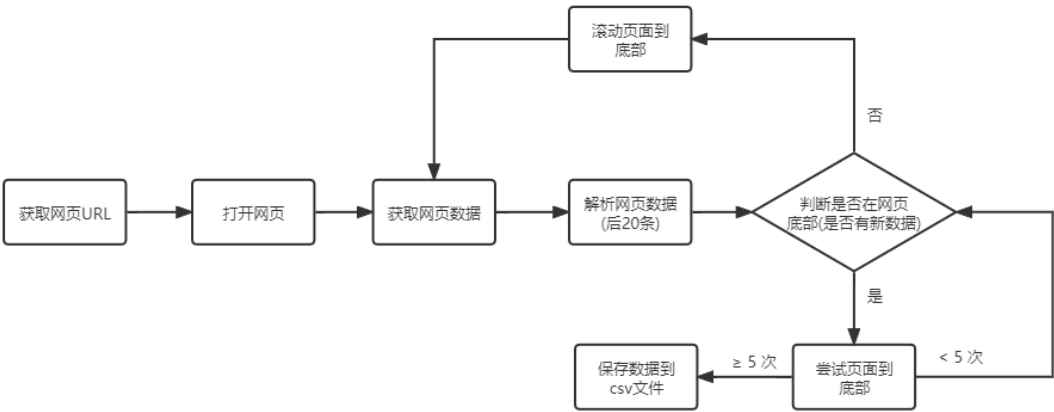 滚动页面到
底部
否
获取网页URL
打开网页
获取网页数据
解析网页数据
(后20条)
判断是否在网页
底部(是否有新数据)
是
保存数据到
csv文件
≥ 5 次
尝试页面到
底部
< 5 次